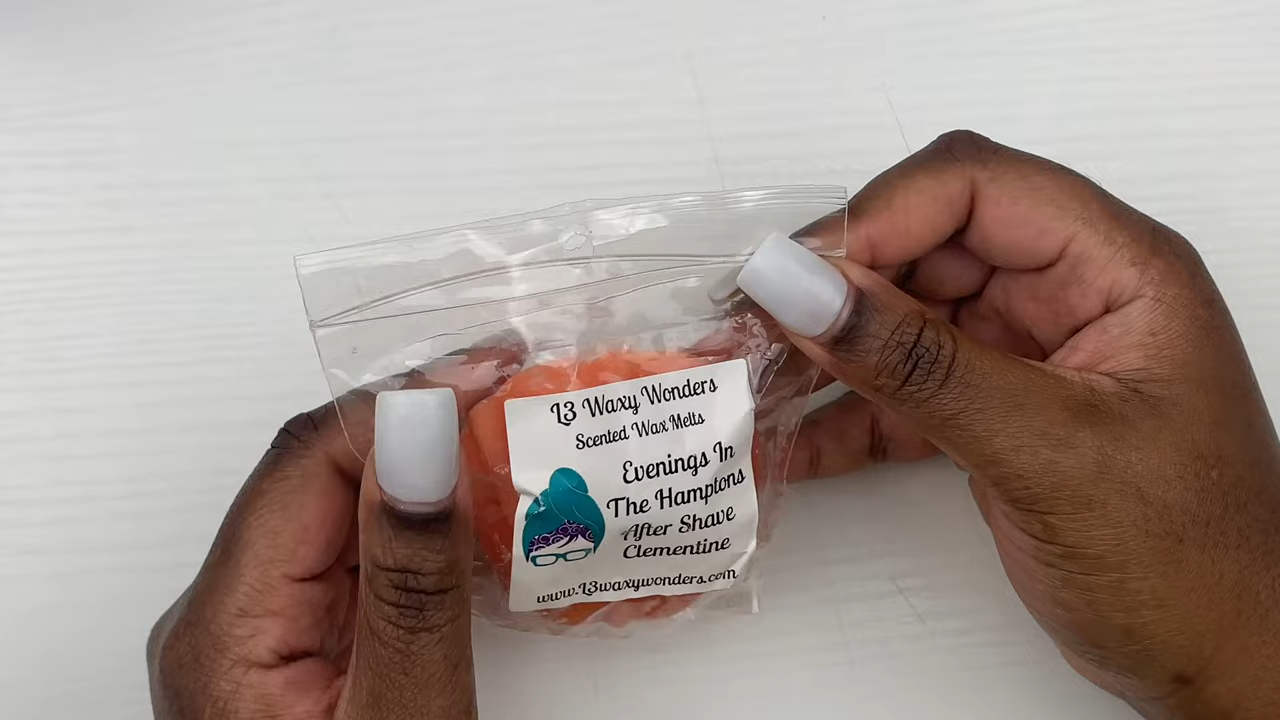 L3 Waxy Wonders
Scented Wax Melts
Evenings In
The Hamptons
After Shave
Clementine
www.L3waxywonders.com